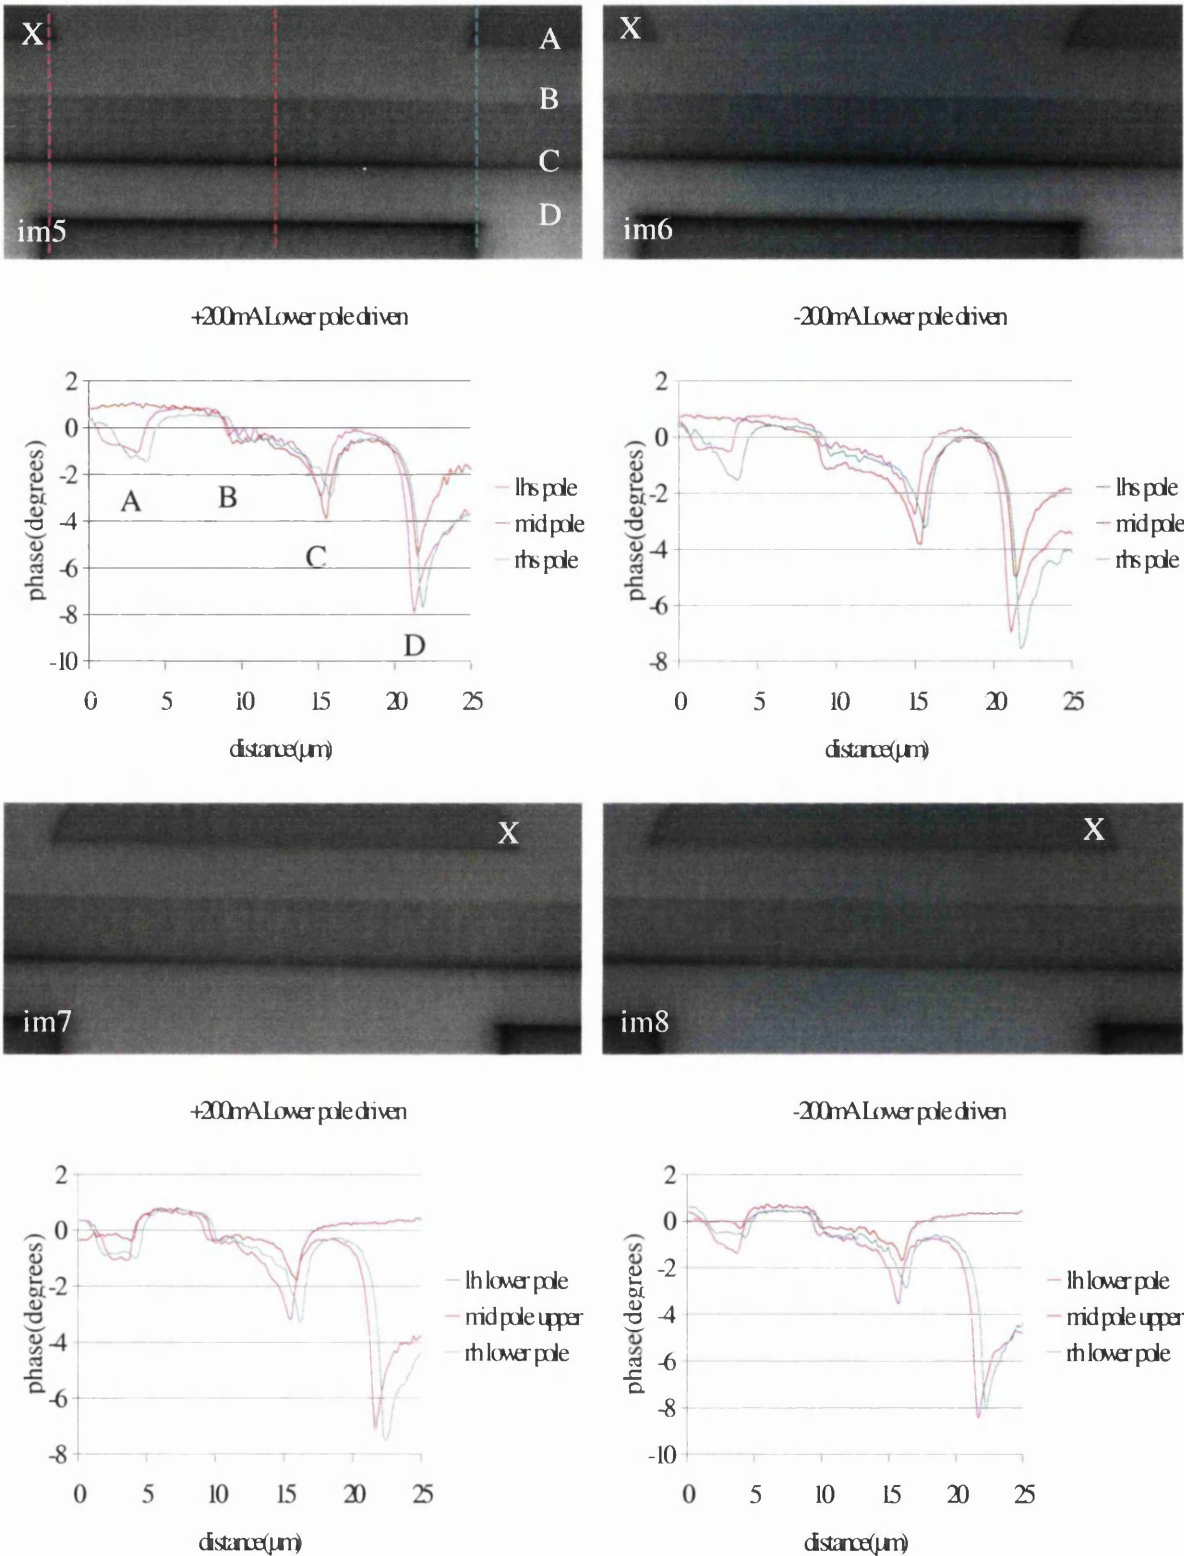 X
A
X
B
B
C
C
D
D
im5
im6
+200mA Lower pole driven
-200mA Lower pole driven
2
0
-2
-4
-6
-8
-10
phase(degrees)
A
B
C
D
lhs pole
mid pole
rhs pole
0 5 10 15 20 25
distance(µm)
2
0
-2
-4
-6
-8
phase(degrees)
lhs pole
mid pole
rhs pole
0 5 10 15 20 25
distance(µm)
X
X
im7
im8
+200mA Lower pole driven
-200mA Lower pole driven
2
0
-2
-4
-6
-8
phase(degrees)
lh lower pole
mid pole upper
rh lower pole
0 5 10 15 20 25
distance(µm)
2
0
-2
-4
-6
-8
-10
phase(degrees)
lh lower pole
mid pole upper
rh lower pole
0 5 10 15 20 25
distance(µm)